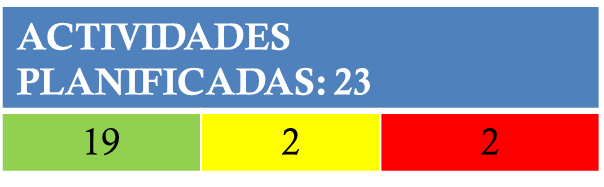 ACTIVIDADES
PLANIFICADAS: 23
19 2 2